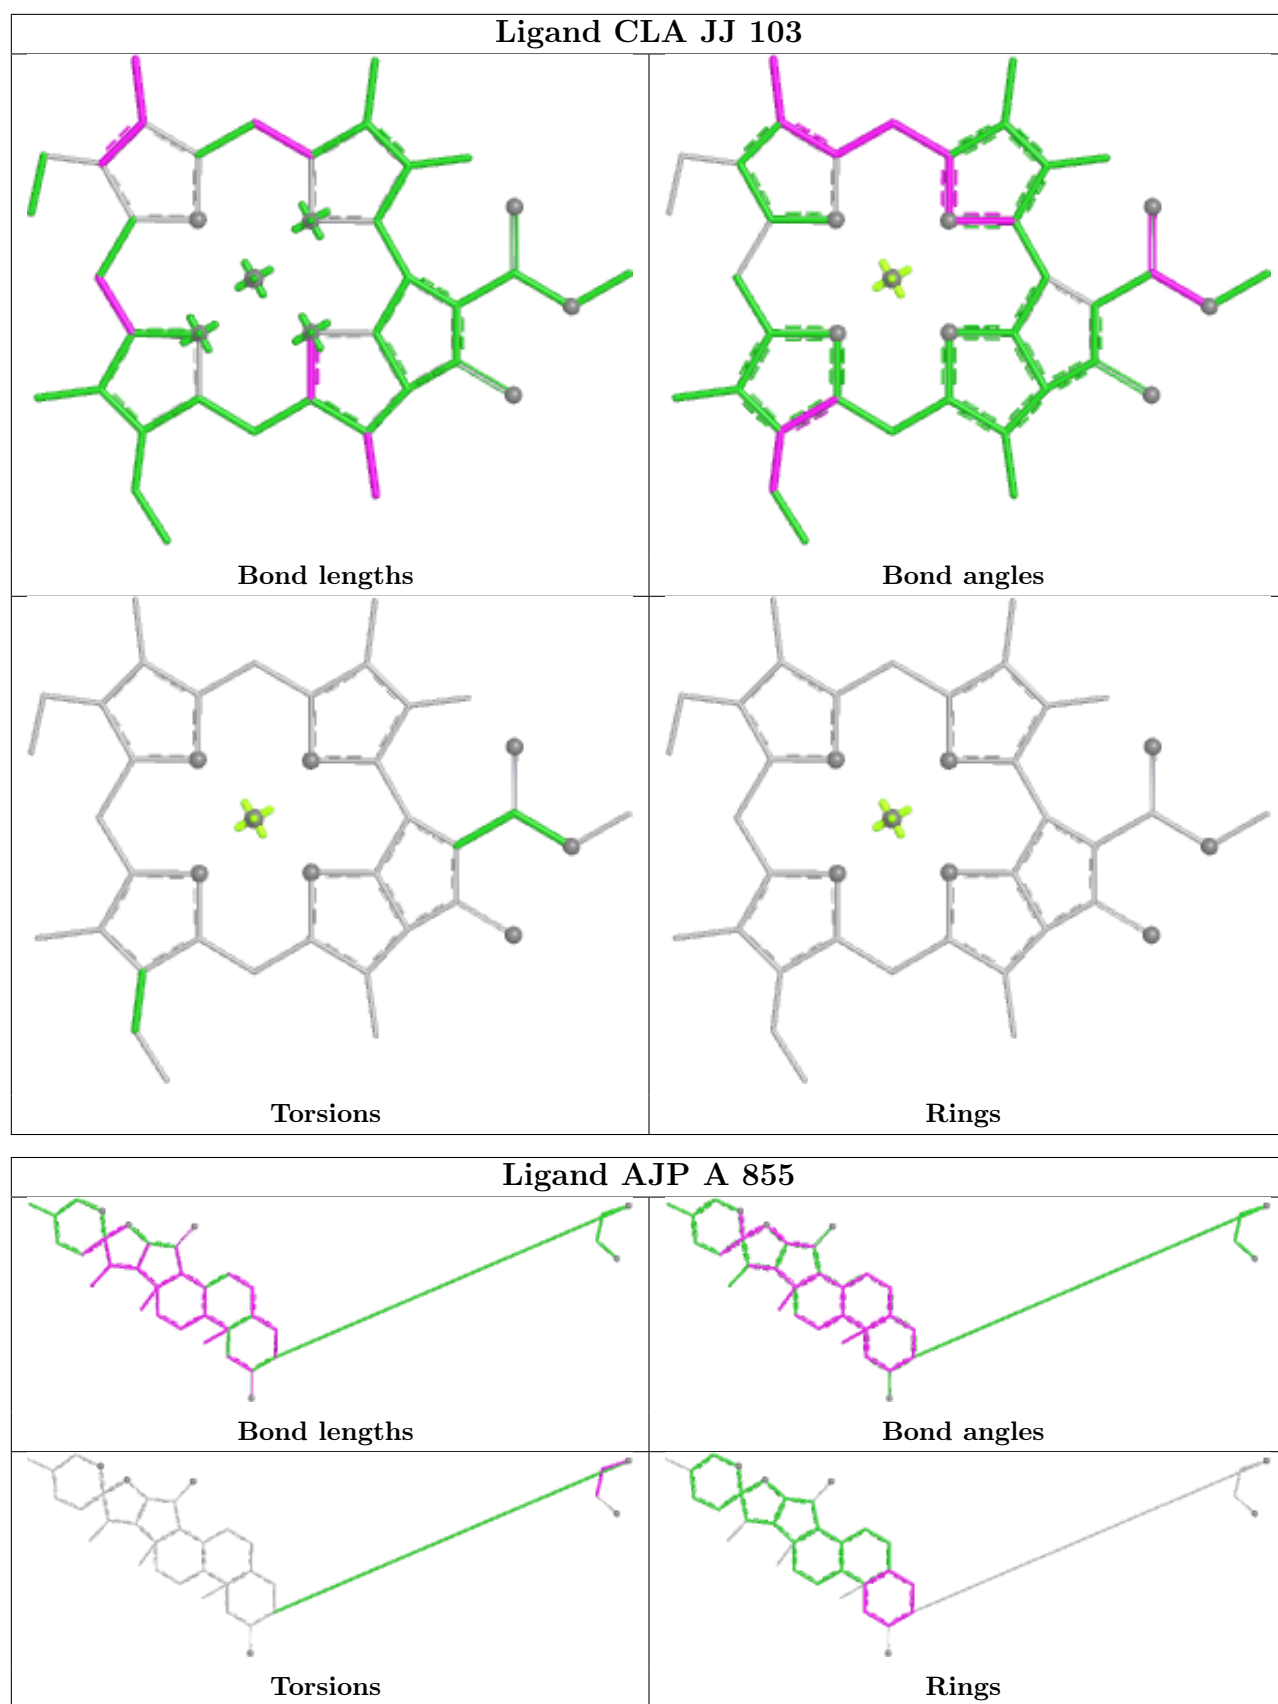 Ligand CLA JJ 103
Bond lengths
Bond angles
Torsions
Rings
Ligand AJP A 855
Bond lengths
Bond angles
Torsions
Rings